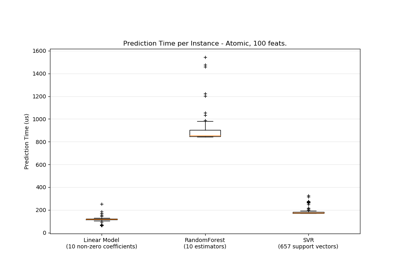 Prediction Time per Instance - Atomic, 100 feats.
Prediction Time (us)
1600
1400
1200
1000
800
600
400
200
0
Linear Model
(10 non-zero coefficients)
RandomForest
(10 estimators)
SVR
(657 support vectors)